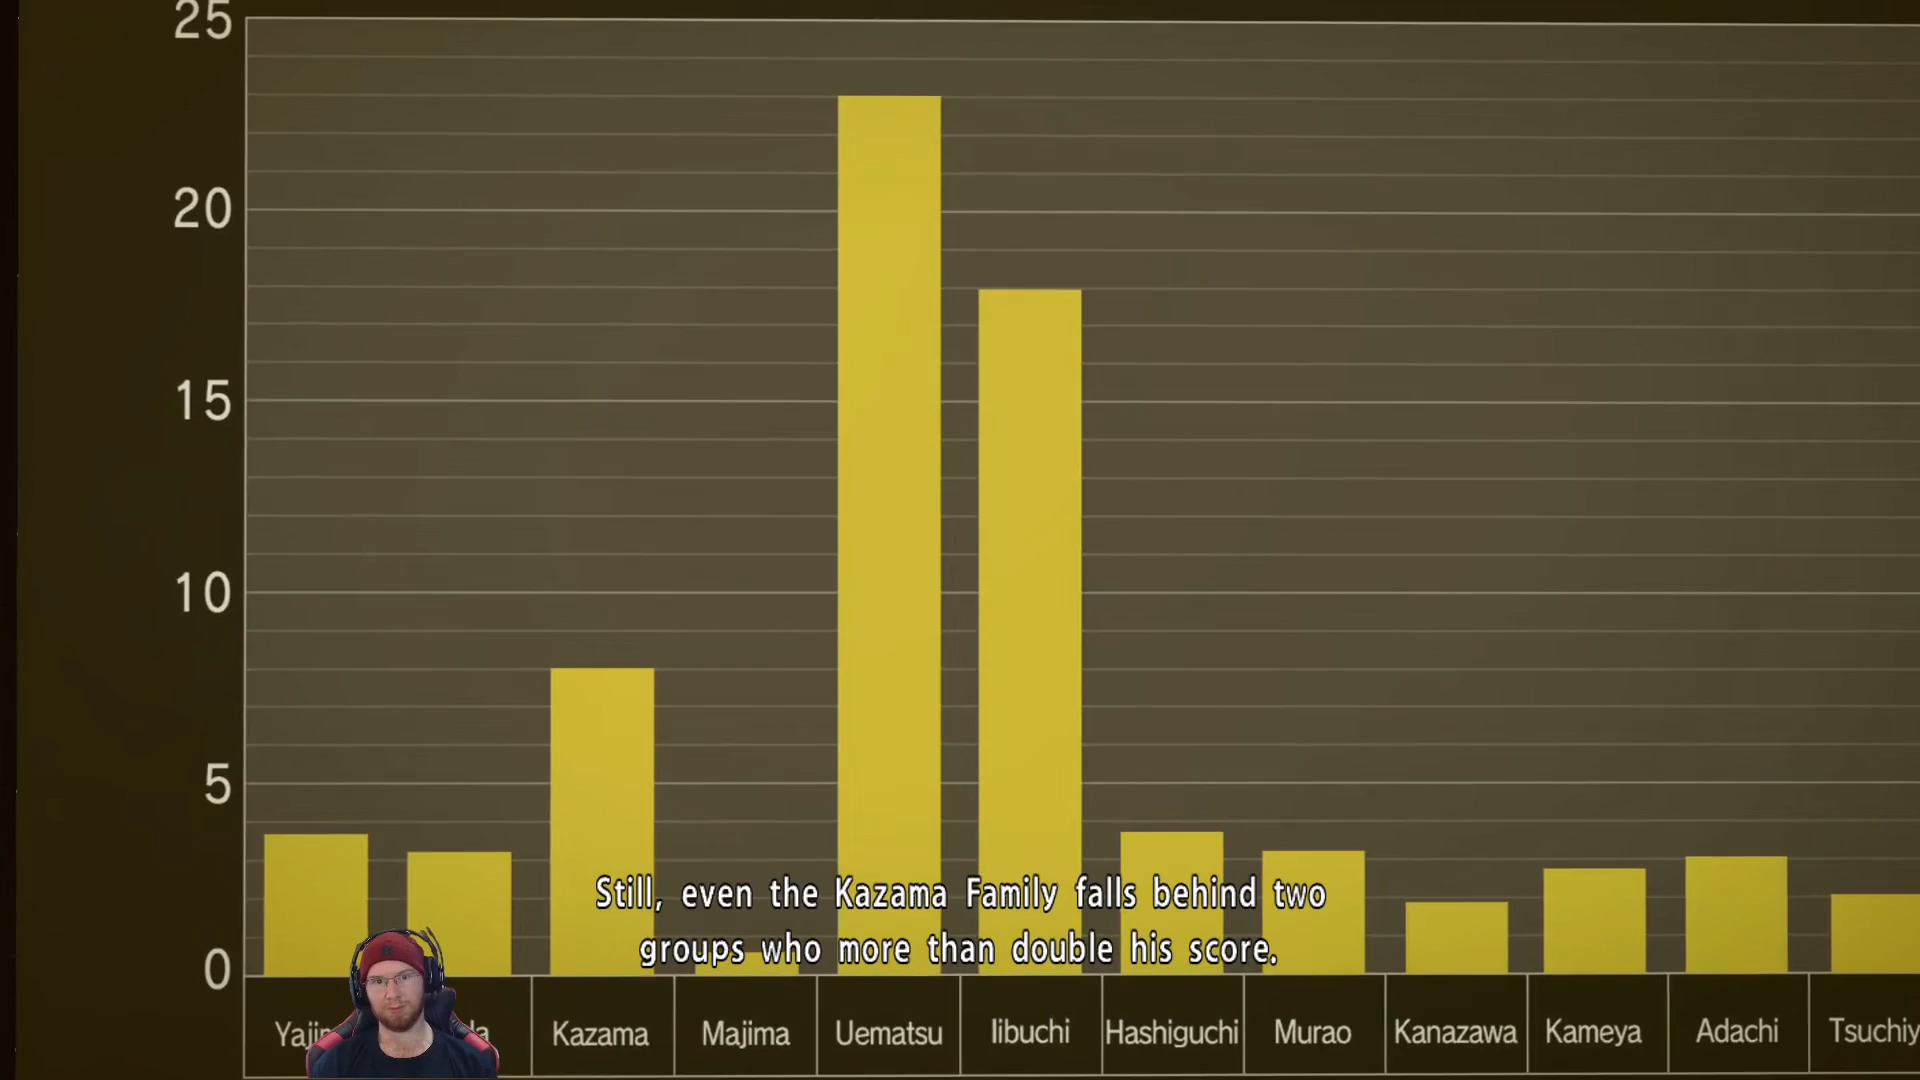 25
20
15
10
5
0
Still, even the Kazama Family falls behind two
groups who more than double his score.
Kazama Majima Uematsu Iibuchi Hashiguchi Murao Kanazawa Kameya Adachi